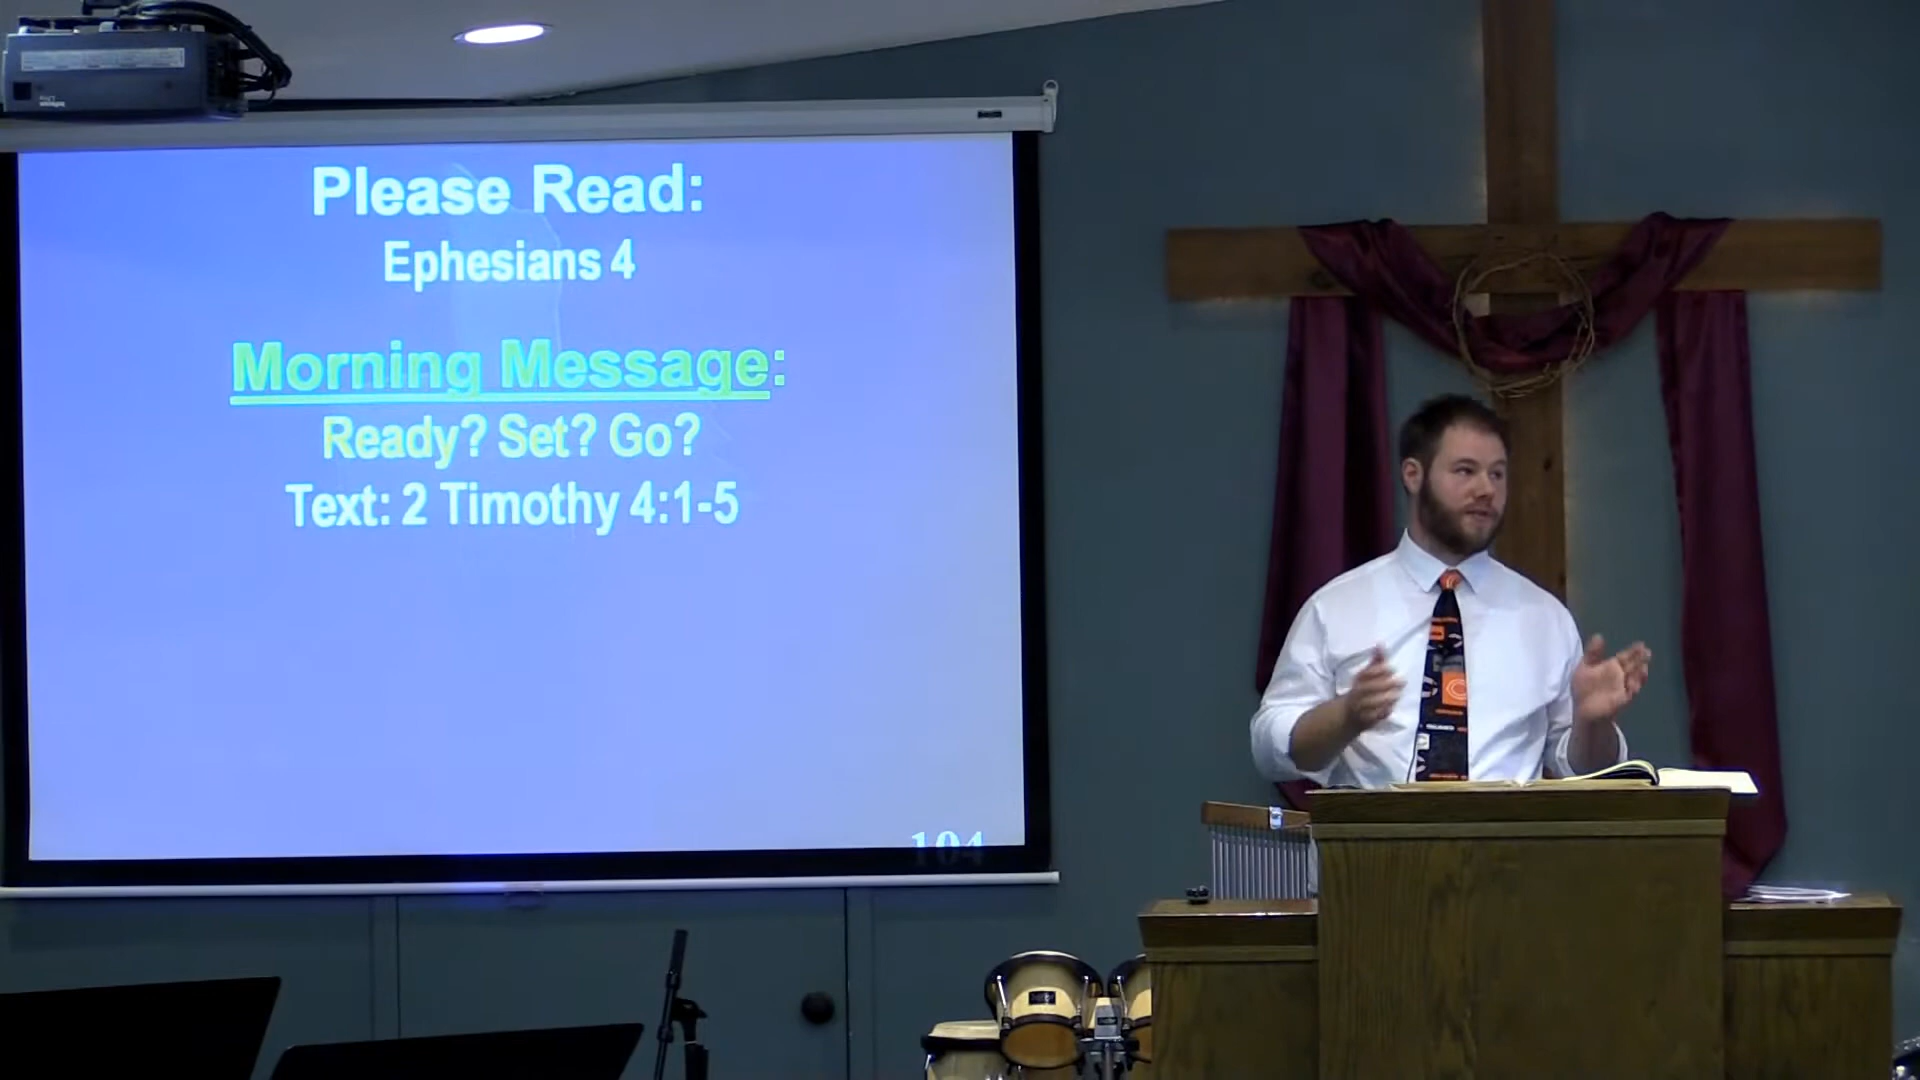 Please Read:
Ephesians 4
Morning Message:
Ready? Set? Go?
Text: 2 Timothy 4:1-5
104